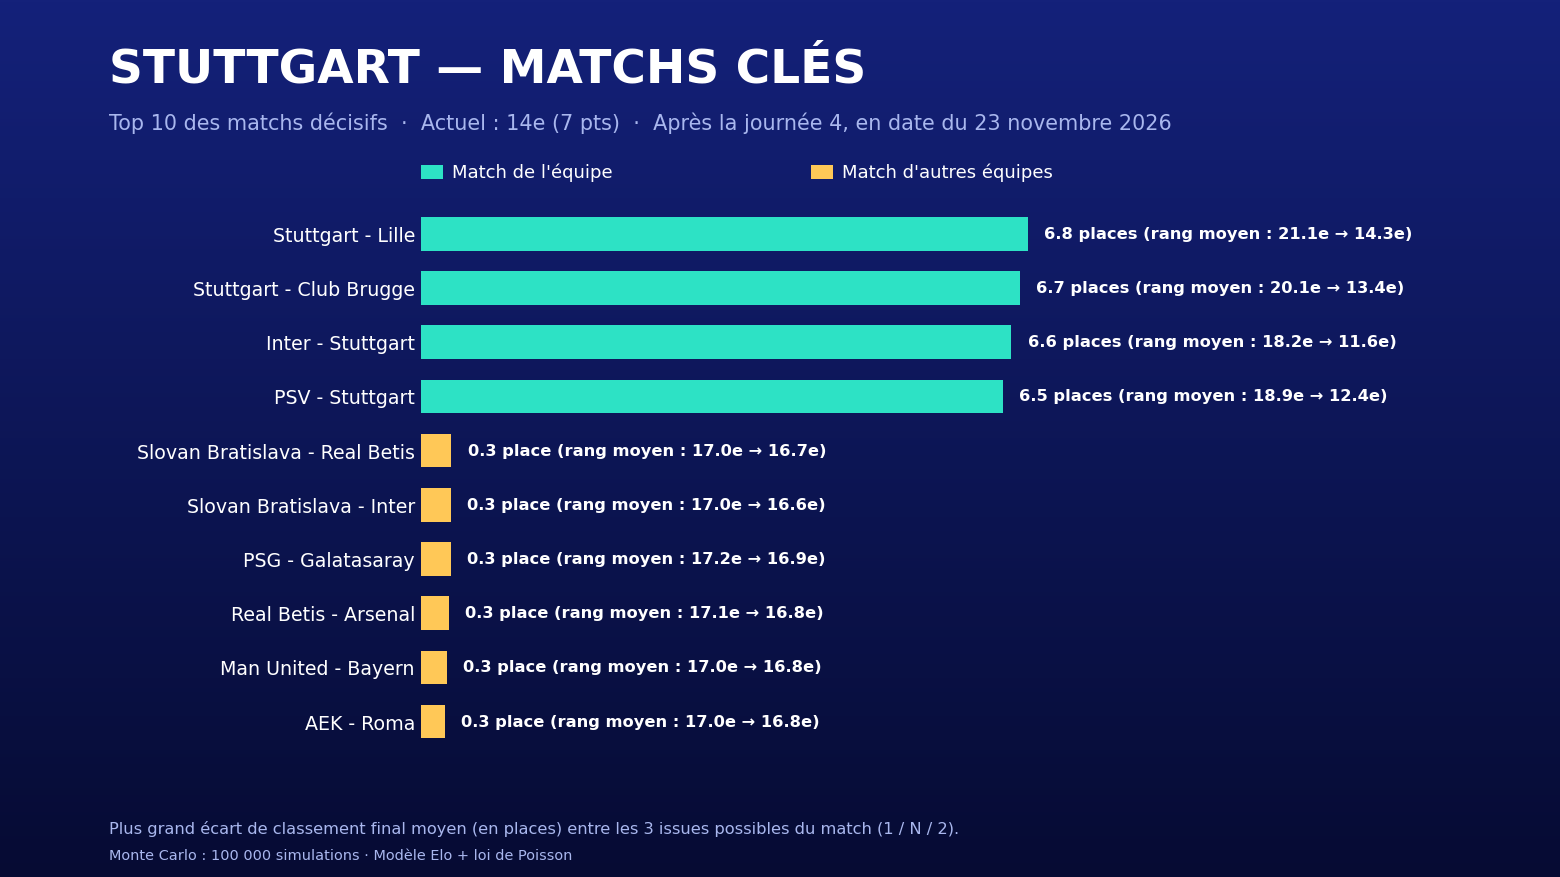 STUTTGART — MATCHS CLÉS
Top 10 des matchs décisifs · Actuel : 14e (7 pts) · Après la journée 4, en date du 23 novembre 2026
Match de l'équipe
Match d'autres équipes
Stuttgart - Lille 6.8 places (rang moyen : 21.1e → 14.3e)
Stuttgart - Club Brugge 6.7 places (rang moyen : 20.1e → 13.4e)
Inter - Stuttgart 6.6 places (rang moyen : 18.2e → 11.6e)
PSV - Stuttgart 6.5 places (rang moyen : 18.9e → 12.4e)
Slovan Bratislava - Real Betis 0.3 place (rang moyen : 17.0e → 16.7e)
Slovan Bratislava - Inter 0.3 place (rang moyen : 17.0e → 16.6e)
PSG - Galatasaray 0.3 place (rang moyen : 17.2e → 16.9e)
Real Betis - Arsenal 0.3 place (rang moyen : 17.1e → 16.8e)
Man United - Bayern 0.3 place (rang moyen : 17.0e → 16.8e)
AEK - Roma 0.3 place (rang moyen : 17.0e → 16.8e)
Plus grand écart de classement final moyen (en places) entre les 3 issues possibles du match (1 / N / 2).
Monte Carlo : 100 000 simulations · Modèle Elo + loi de Poisson